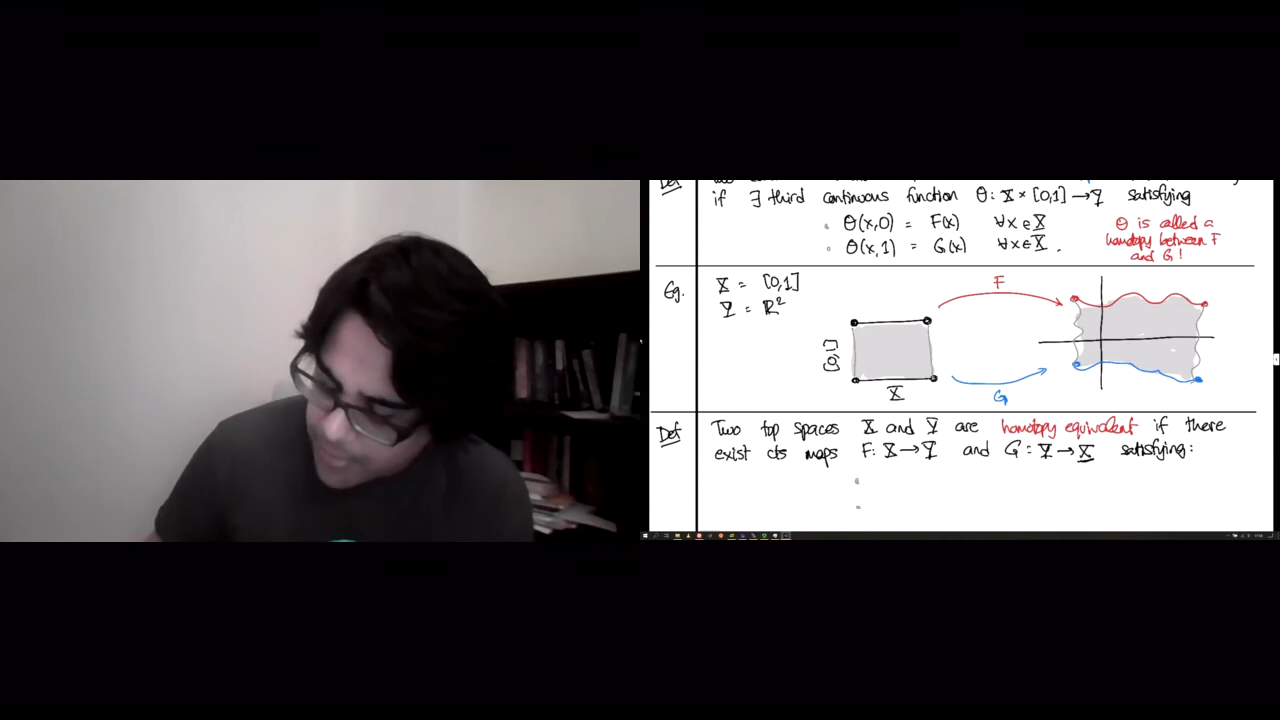 if ∃ third continuous function Θ: X × [0,1] → Y satisfying
• Θ(x,0) = F(x) ∀x∈X
• Θ(x,1) = G(x) ∀x∈X.
Θ is called a
homotopy between F
and G!
Eg.
X = [0,1]
Y = ℝ²
F
[0,1]
X
G
Def
Two top spaces X and Y are homotopy equivalent if there
exist cts maps F: X → Y and G: Y → X satisfying: